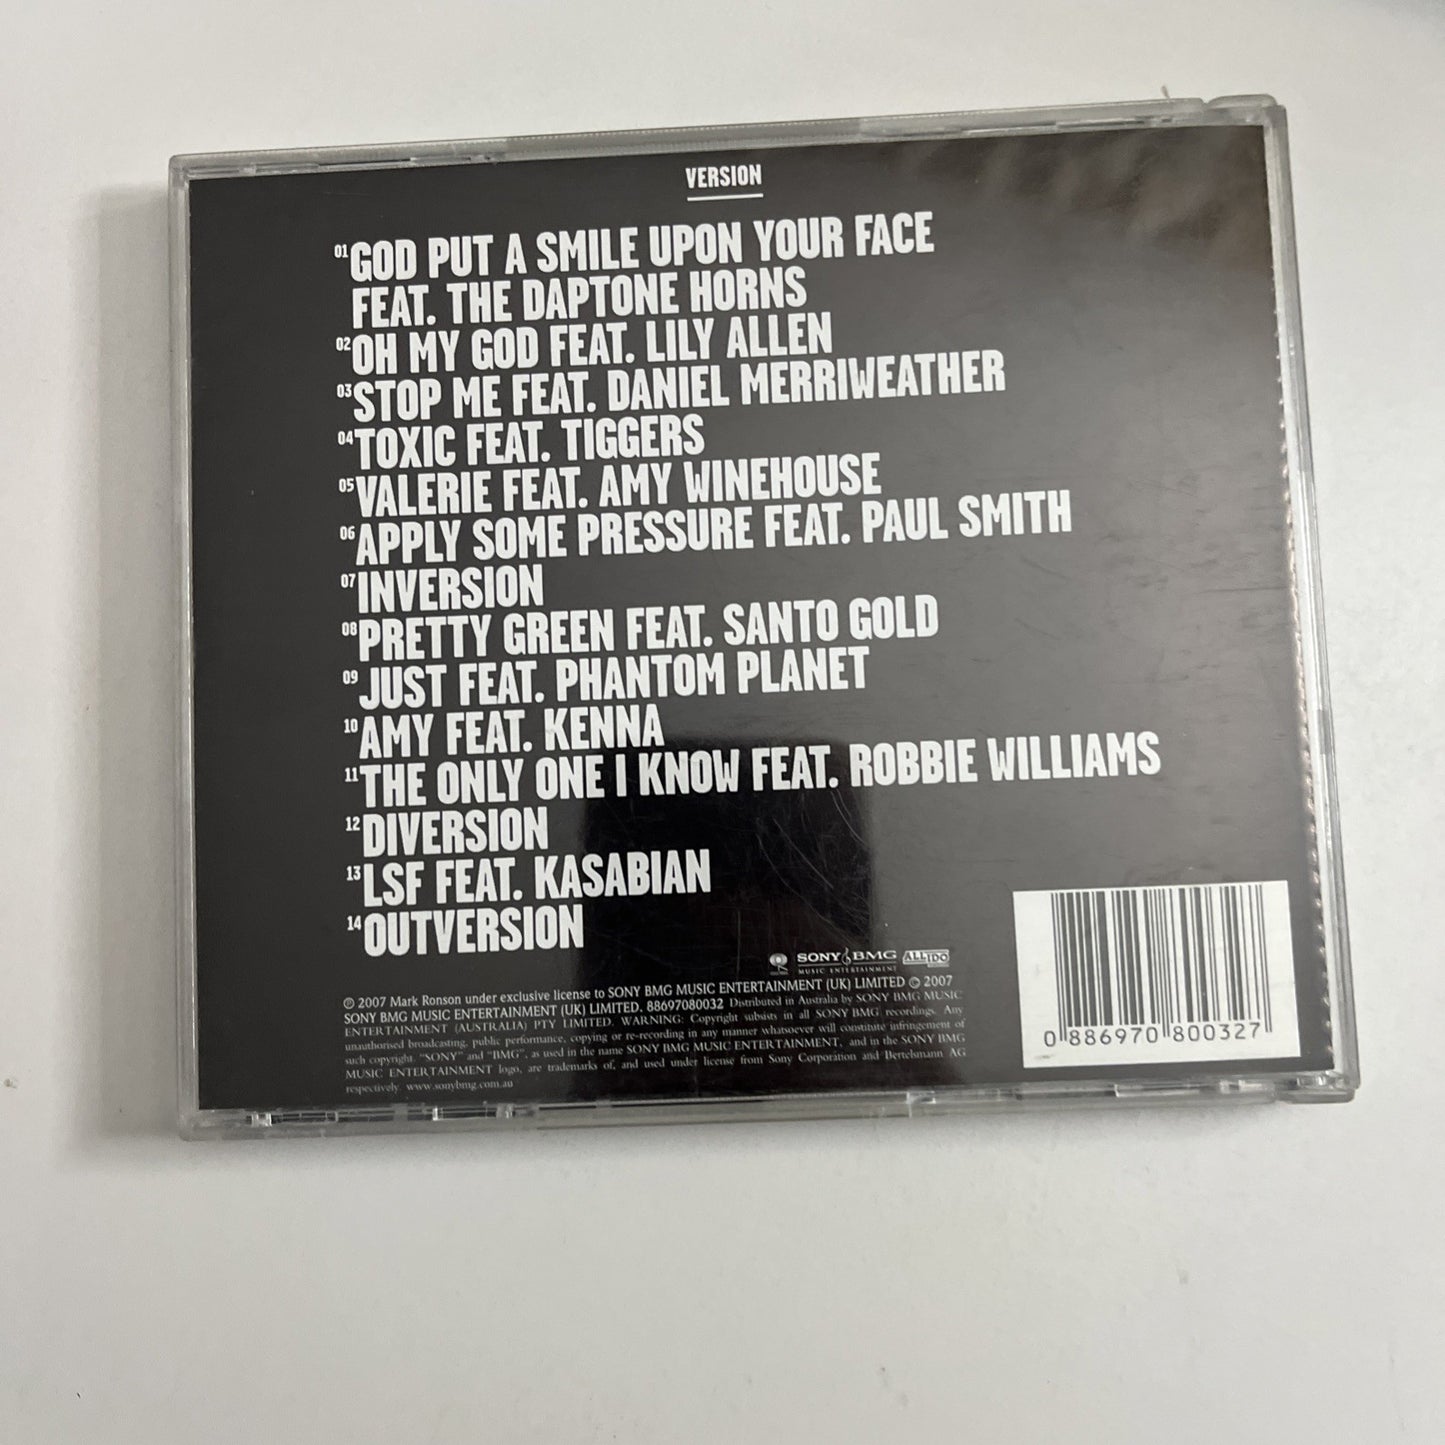 VERSION
01 GOD PUT A SMILE UPON YOUR FACE
FEAT. THE DAPTONE HORNS
02 OH MY GOD FEAT. LILY ALLEN
03 STOP ME FEAT. DANIEL MERRIWEATHER
04 TOXIC FEAT. TIGGERS
05 VALERIE FEAT. AMY WINEHOUSE
06 APPLY SOME PRESSURE FEAT. PAUL SMITH
07 INVERSION
08 PRETTY GREEN FEAT. SANTO GOLD
09 JUST FEAT. PHANTOM PLANET
10 AMY FEAT. KENNA
11 THE ONLY ONE I KNOW FEAT. ROBBIE WILLIAMS
12 DIVERSION
13 LSF FEAT. KASABIAN
14 OUTVERSION
SONY BMG ALLIDO
MUSIC ENTERTAINMENT
℗ 2007 Mark Ronson under exclusive license to SONY BMG MUSIC ENTERTAINMENT (UK) LIMITED © 2007
SONY BMG MUSIC ENTERTAINMENT (UK) LIMITED. 88697080032 Distributed in Australia by SONY BMG MUSIC
ENTERTAINMENT (AUSTRALIA) PTY LIMITED. WARNING: Copyright subsists in all SONY BMG recordings. Any
unauthorised broadcasting, public performance, copying or re-recording in any manner whatsoever will constitute infringement of
such copyright. "SONY" and "BMG", as used in the name SONY BMG MUSIC ENTERTAINMENT, and in the SONY BMG
MUSIC ENTERTAINMENT logo, are trademarks of, and used under license from Sony Corporation and Bertelsmann AG
respectively. www.sonybmg.com.au
0 886970 800327